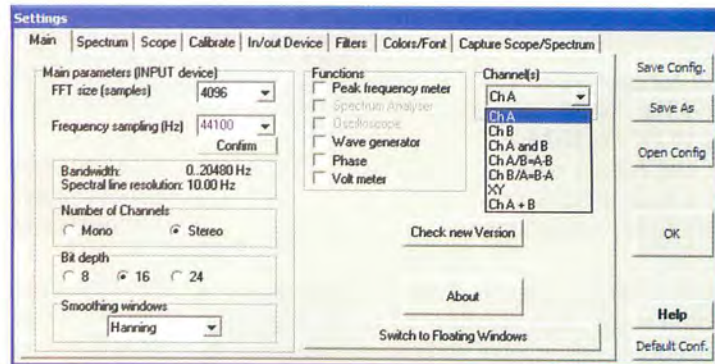 Settings
Main Spectrum Scope Calibrate In/out Device Filters Colors/Font Capture Scope/Spectrum
Main parameters (INPUT device)
FFT size (samples) 4096
Frequency sampling (Hz) 44100
Confirm
Bandwidth: 0..20480 Hz
Spectral line resolution: 10.00 Hz
Number of Channels
Mono Stereo
Bit depth
8 16 24
Smoothing windows
Hanning
Functions
Peak frequency meter
Spectrum Analyser
Oscilloscope
Wave generator
Phase
Volt meter
Channel(s)
Ch A
Ch A
Ch B
Ch A and B
Ch A/B=A-B
Ch B/A=B-A
XY
Ch A + B
Check new Version
About
Switch to Floating Windows
Save Config.
Save As
Open Config
OK
Help
Default Conf.